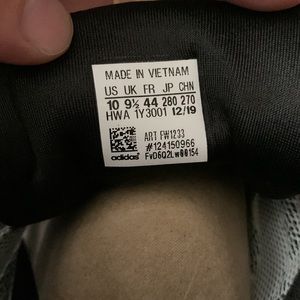 MADE IN VIETNAM
US UK FR JP CHN
10 9½ 44 280 270
HWA 1Y3001 12/19
ART FW1233
#124150966
adidas FvD6Q2Lw00154